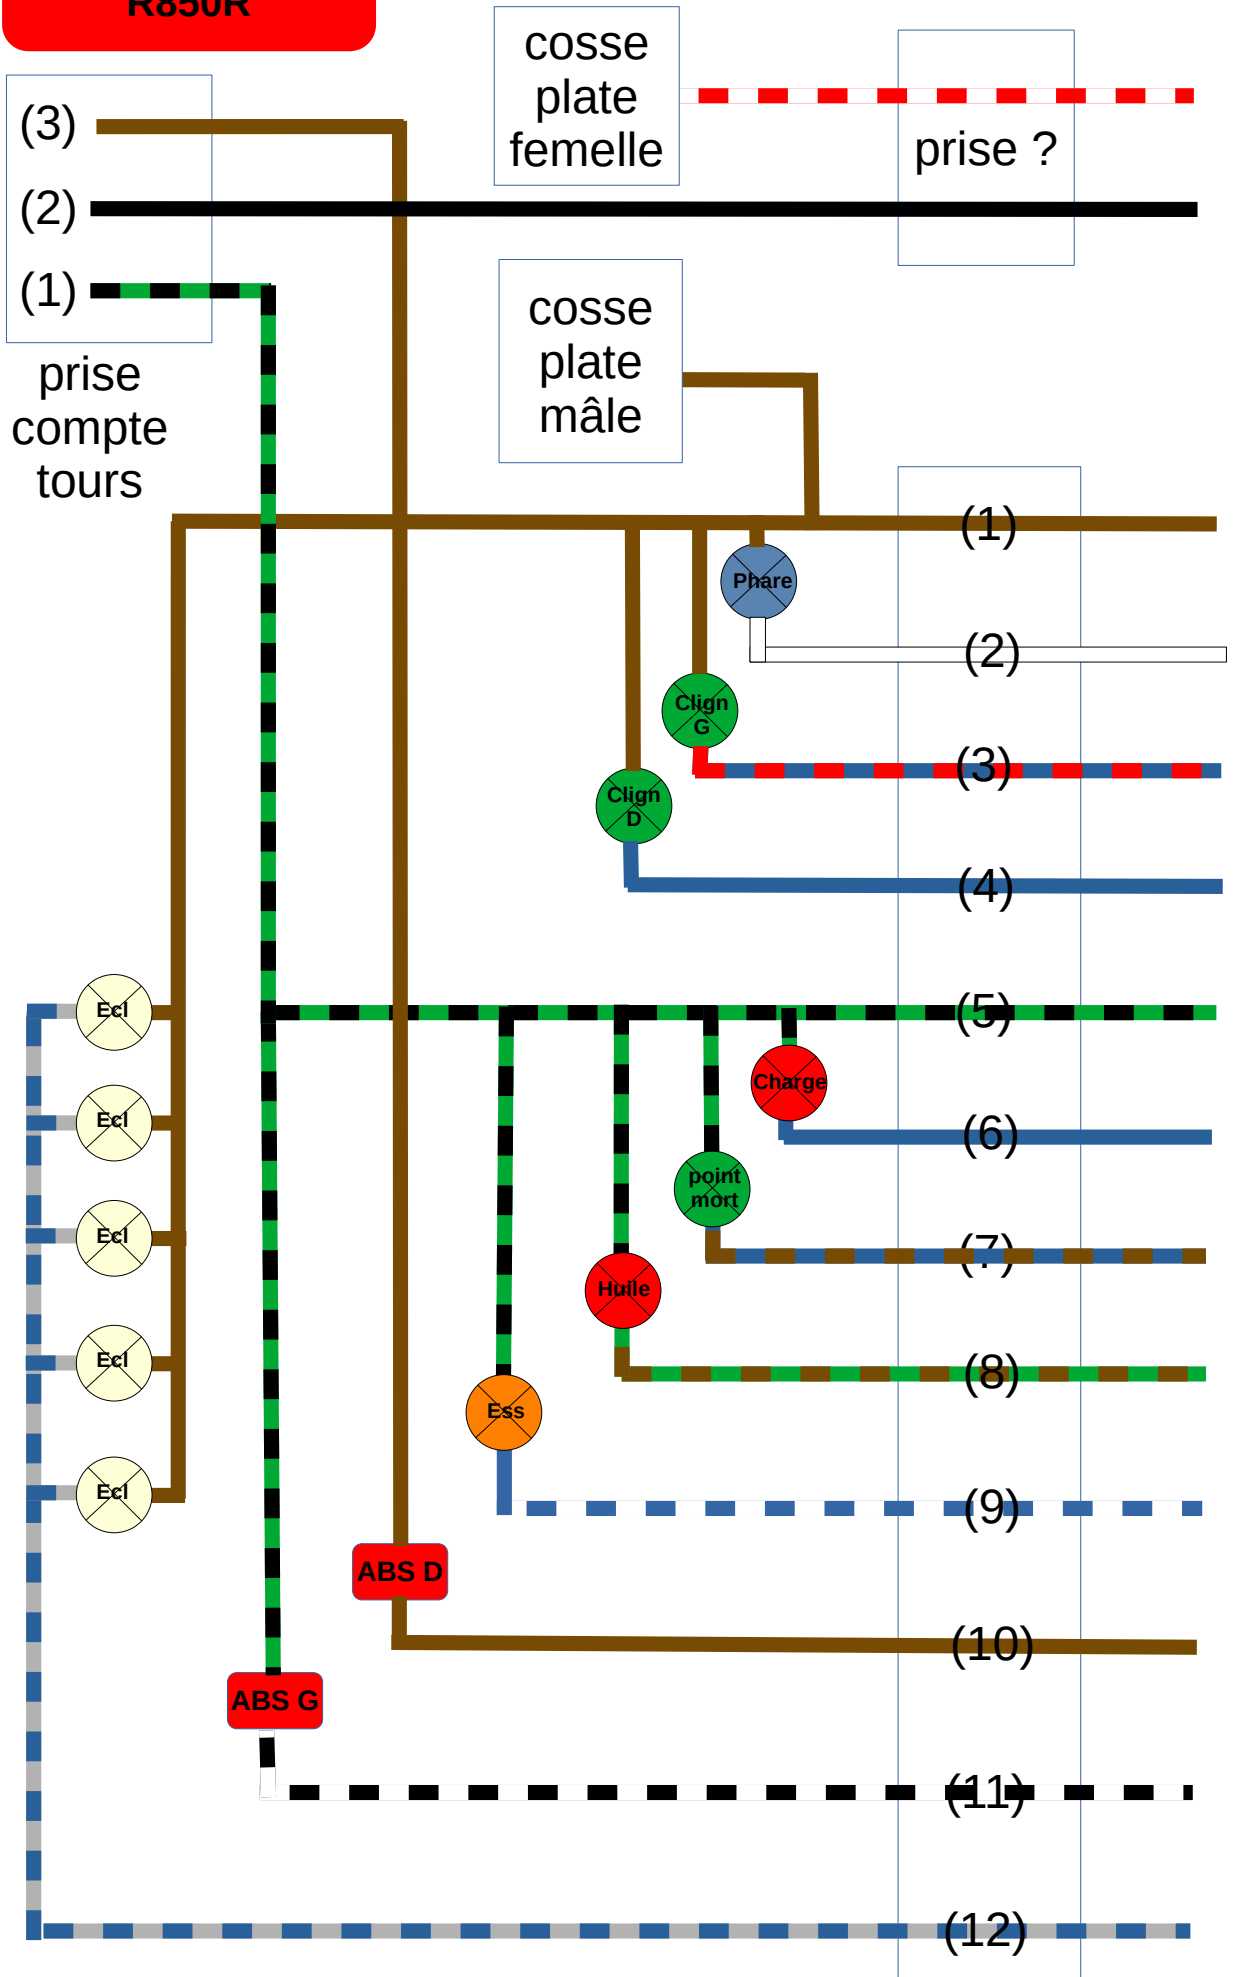 R850R
cosse
plate
femelle
prise ?
(3)
(2)
(1)
prise
compte
tours
cosse
plate
mâle
(1)
Phare
(2)
Clign
G
(3)
Clign
D
(4)
Ecl
(5)
Charge
Ecl
(6)
point
mort
Ecl
(7)
Huile
Ecl
(8)
Ess
Ecl
(9)
ABS D
(10)
ABS G
(11)
(12)